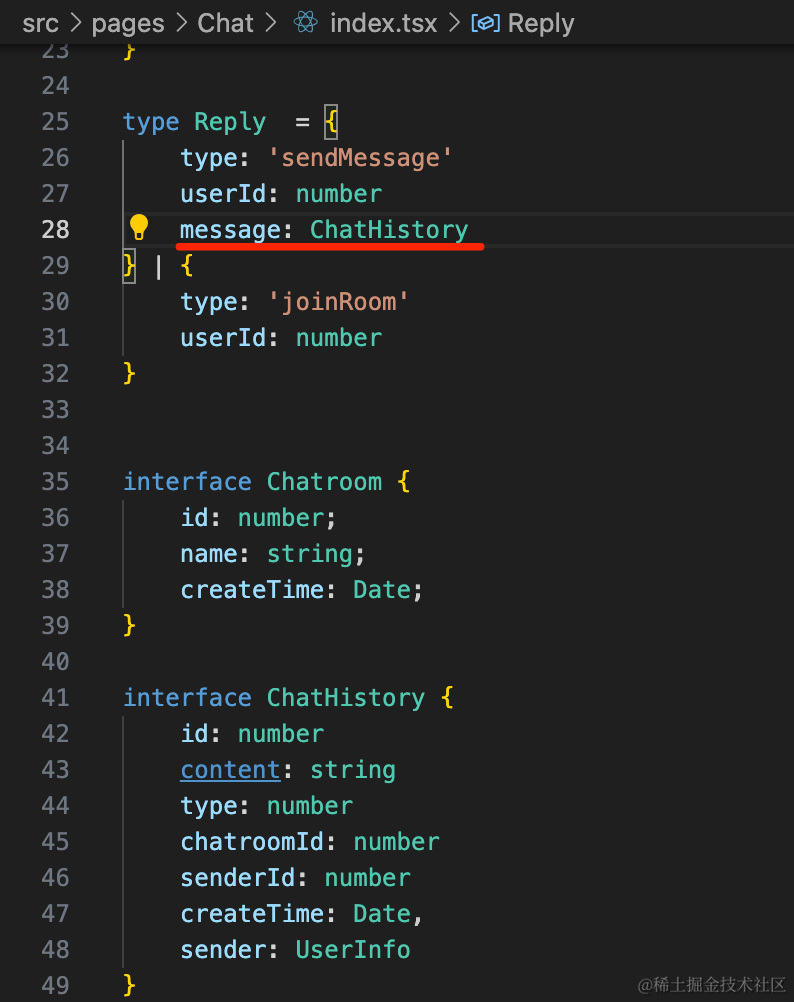 src > pages > Chat > index.tsx > Reply
23 }
24
25 type Reply  = {
26     type: 'sendMessage'
27     userId: number
28     message: ChatHistory
29 } | {
30     type: 'joinRoom'
31     userId: number
32 }
33
34
35 interface Chatroom {
36     id: number;
37     name: string;
38     createTime: Date;
39 }
40
41 interface ChatHistory {
42     id: number
43     content: string
44     type: number
45     chatroomId: number
46     senderId: number
47     createTime: Date,
48     sender: UserInfo
49 }
@稀土掘金技术社区